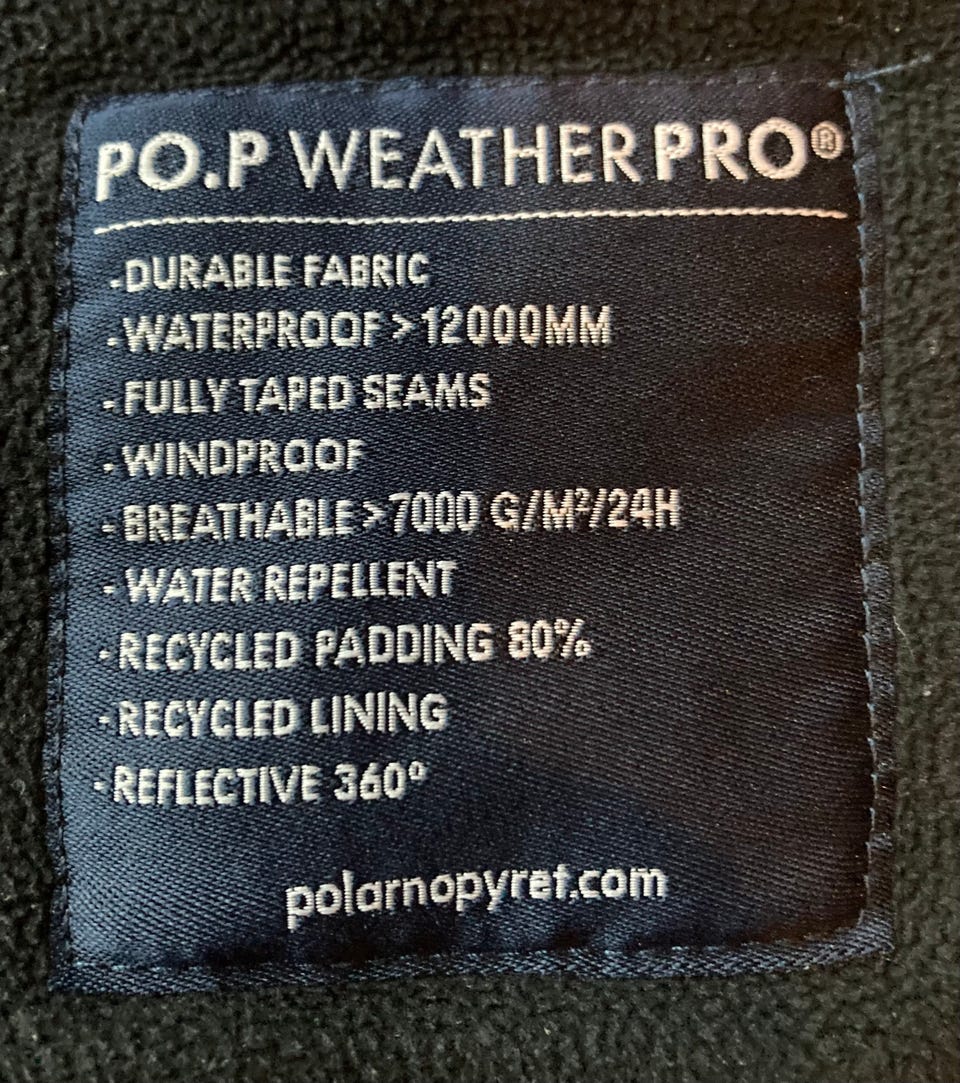 PO.P WEATHERPRO®
-DURABLE FABRIC
-WATERPROOF >12000MM
-FULLY TAPED SEAMS
-WINDPROOF
-BREATHABLE >7000 G/M²/24H
-WATER REPELLENT
-RECYCLED PADDING 80%
-RECYCLED LINING
-REFLECTIVE 360°
polarnopyret.com